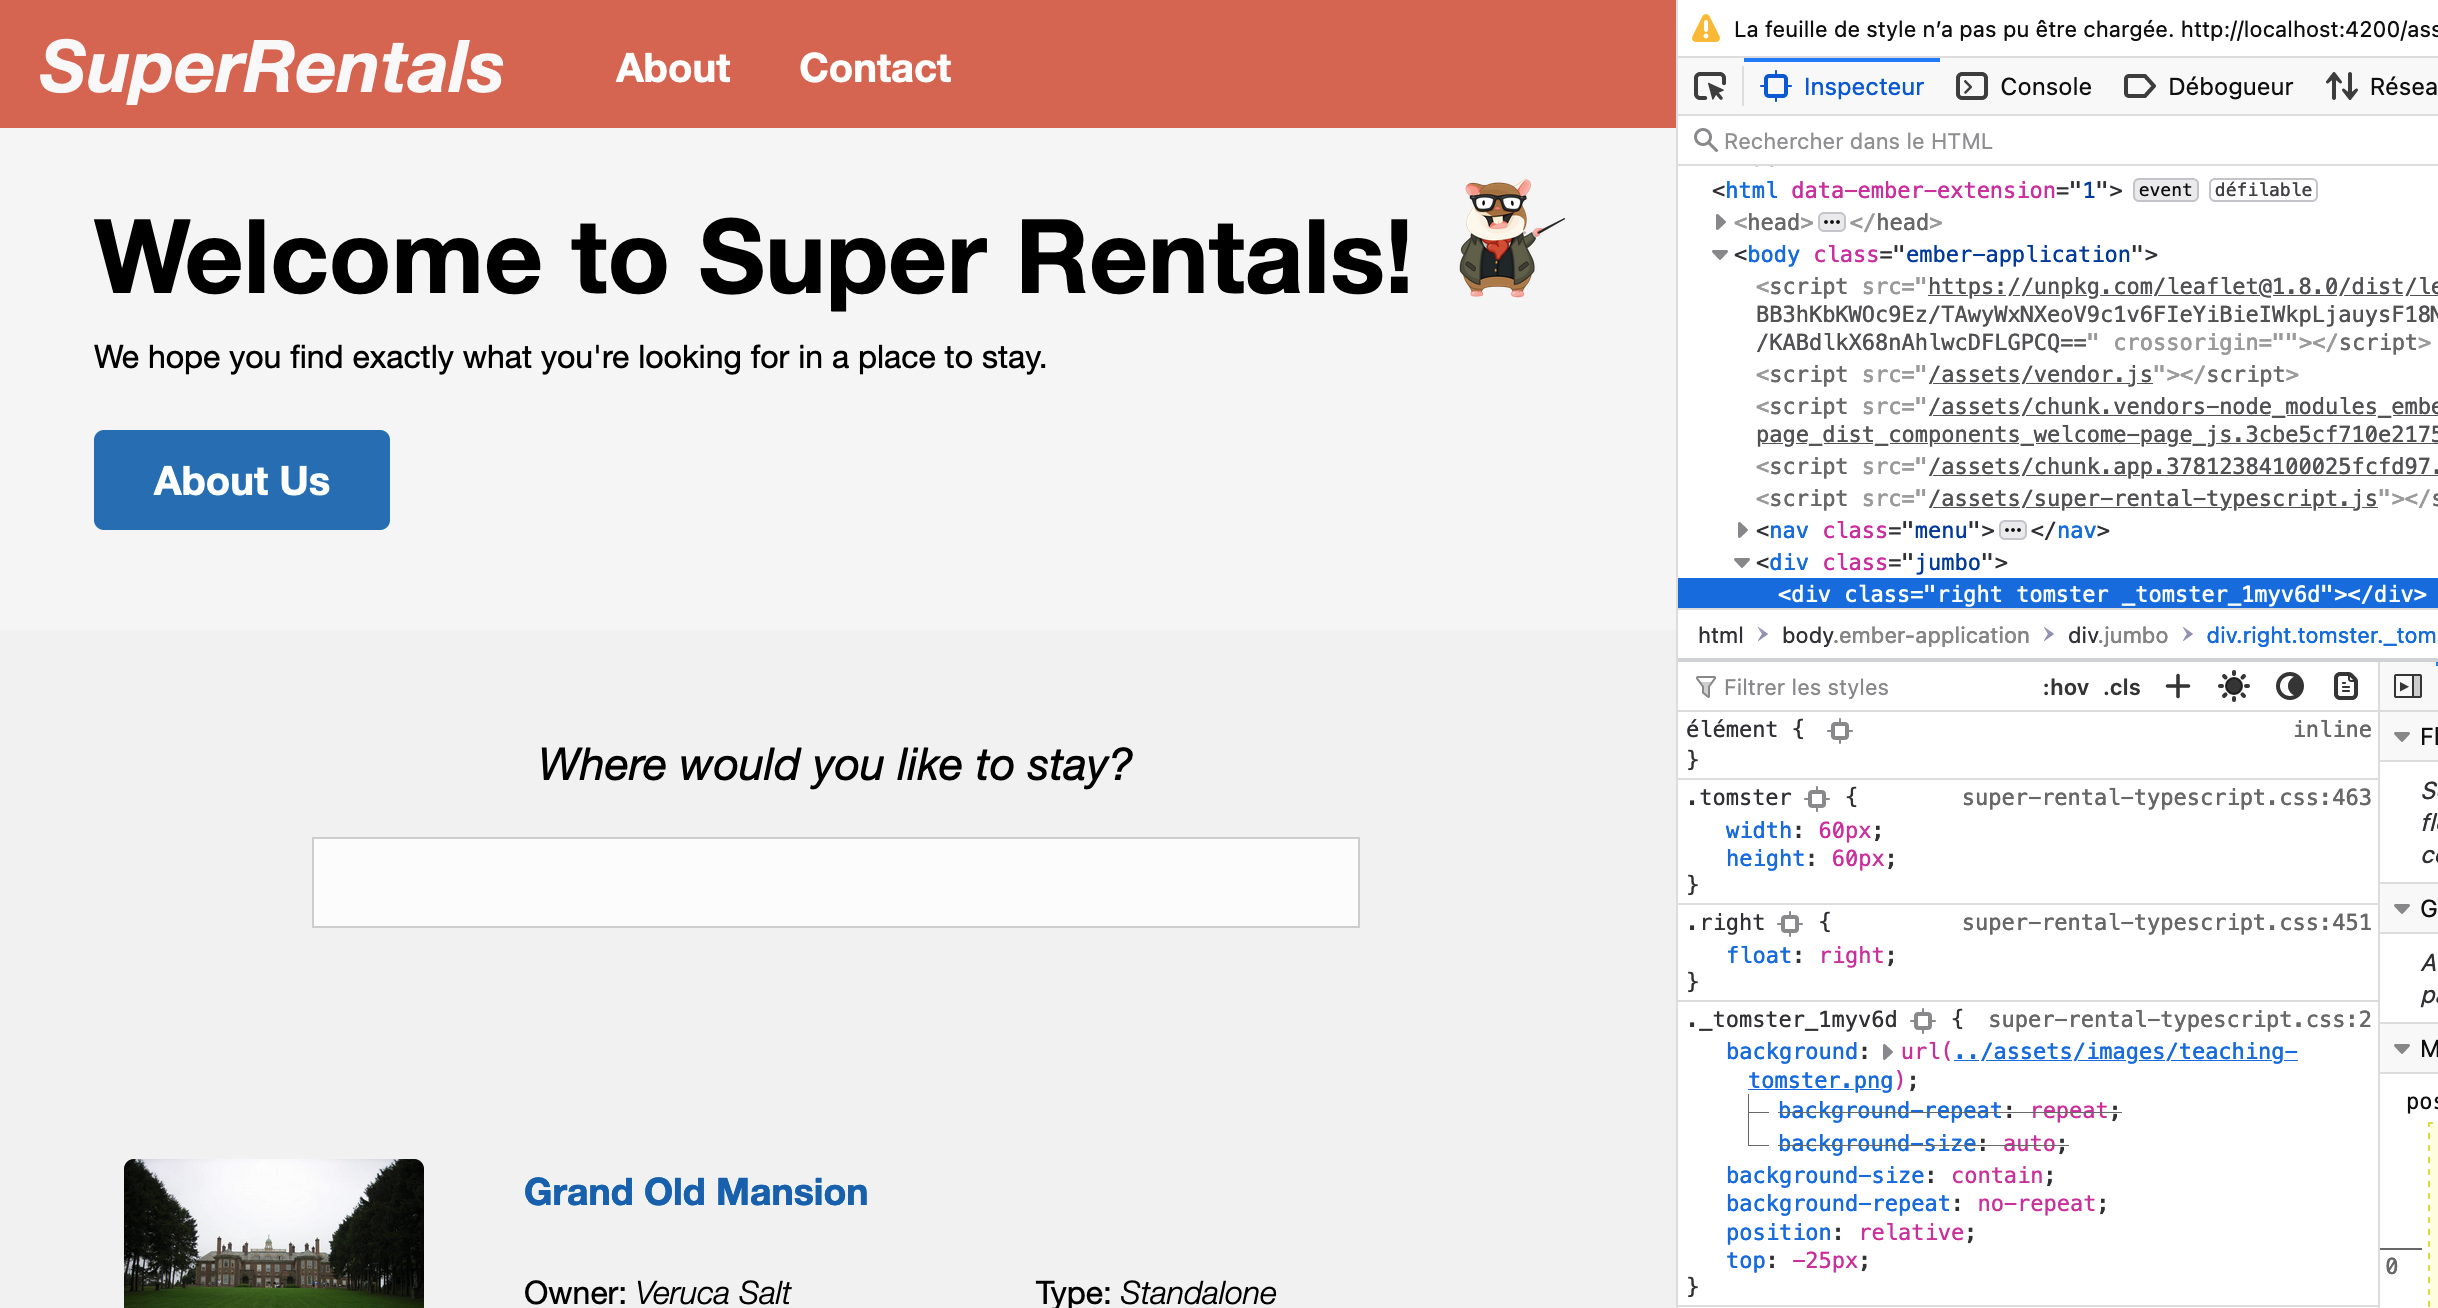 SuperRentals About Contact
Welcome to Super Rentals!
We hope you find exactly what you're looking for in a place to stay.
About Us
Where would you like to stay?
Grand Old Mansion
Owner: Veruca Salt Type: Standalone
La feuille de style n’a pas pu être chargée. http://localhost:4200/ass
Inspecteur Console Débogueur Résea
Rechercher dans le HTML
<html data-ember-extension="1"> event défilable
<head> ••• </head>
<body class="ember-application">
<script src="https://unpkg.com/leaflet@1.8.0/dist/le
BB3hKbKWOc9Ez/TAwyWxNXeoV9c1v6FIeYiBieIWkpLjauysF18N
/KABdlkX68nAhlwcDFLGPCQ==" crossorigin=""></script>
<script src="/assets/vendor.js"></script>
<script src="/assets/chunk.vendors-node_modules_embe
page_dist_components_welcome-page_js.3cbe5cf710e2175
<script src="/assets/chunk.app.37812384100025fcfd97.
<script src="/assets/super-rental-typescript.js"></s
<nav class="menu"> ••• </nav>
<div class="jumbo">
<div class="right tomster _tomster_1myv6d"></div>
html > body.ember-application > div.jumbo > div.right.tomster._tom
Filtrer les styles :hov .cls
élément { inline
}
.tomster { super-rental-typescript.css:463
width: 60px;
height: 60px;
}
.right { super-rental-typescript.css:451
float: right;
}
._tomster_1myv6d { super-rental-typescript.css:2
background: url(../assets/images/teaching-
tomster.png);
background-repeat: repeat;
background-size: auto;
background-size: contain;
background-repeat: no-repeat;
position: relative;
top: -25px;
}
Fl
G
M
pos
0